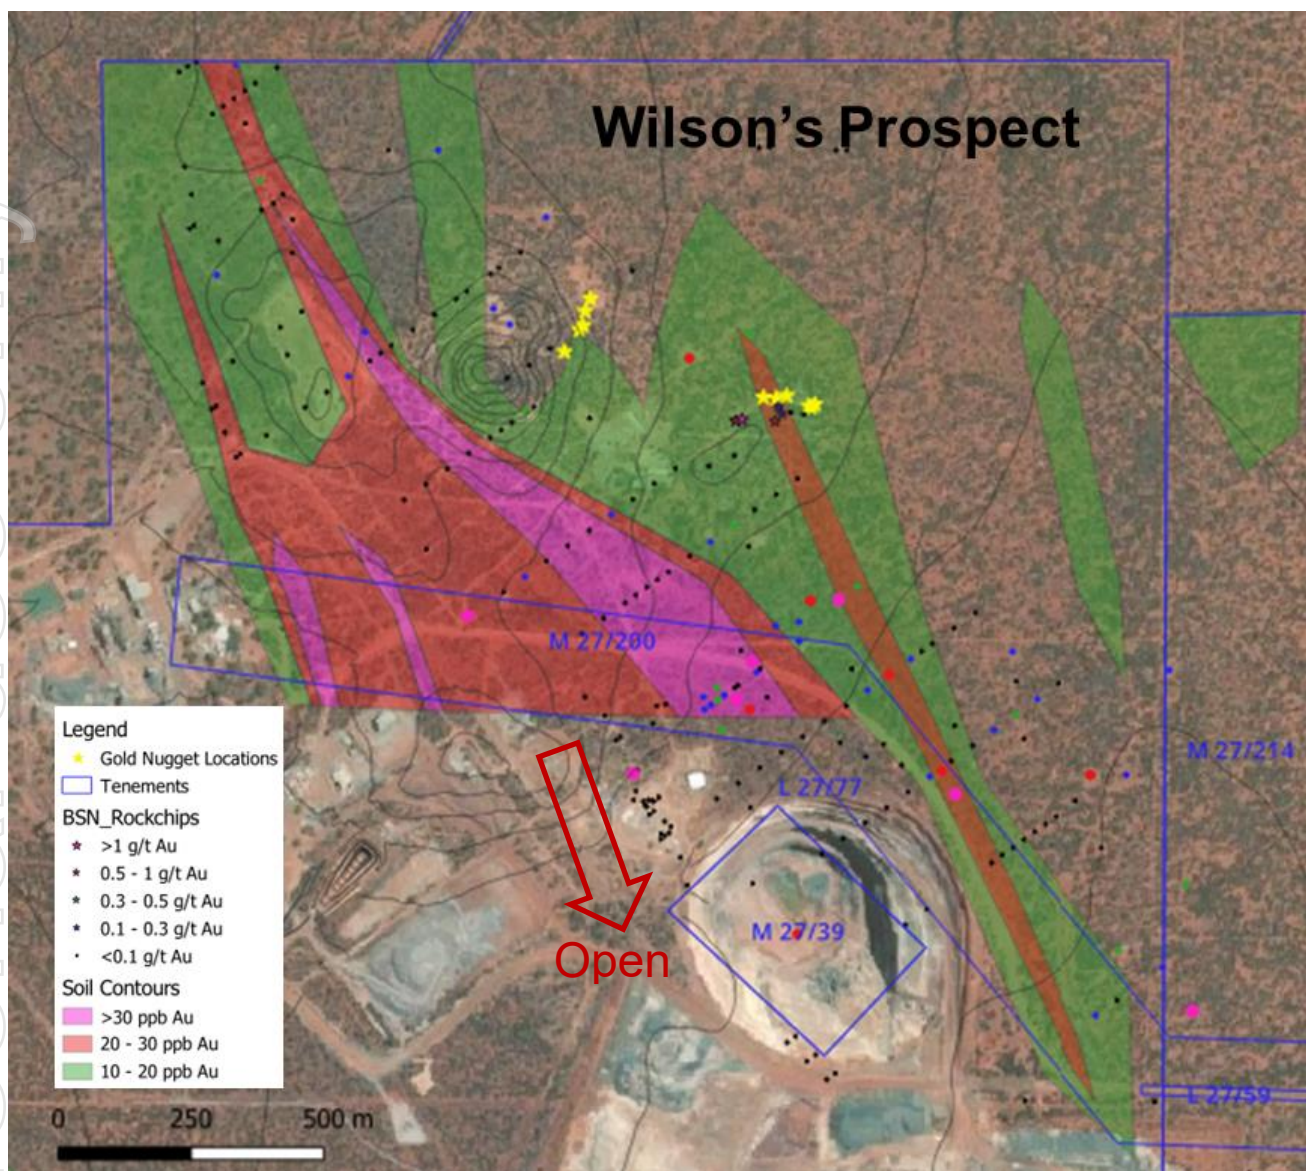 Wilson's Prospect
M 27/200
M 27/214
L 27/77
M 27/39
Open
L 27/59
Legend
Gold Nugget Locations
Tenements
BSN_Rockchips
>1 g/t Au
0.5 - 1 g/t Au
0.3 - 0.5 g/t Au
0.1 - 0.3 g/t Au
<0.1 g/t Au
Soil Contours
>30 ppb Au
20 - 30 ppb Au
10 - 20 ppb Au
0 250 500 m